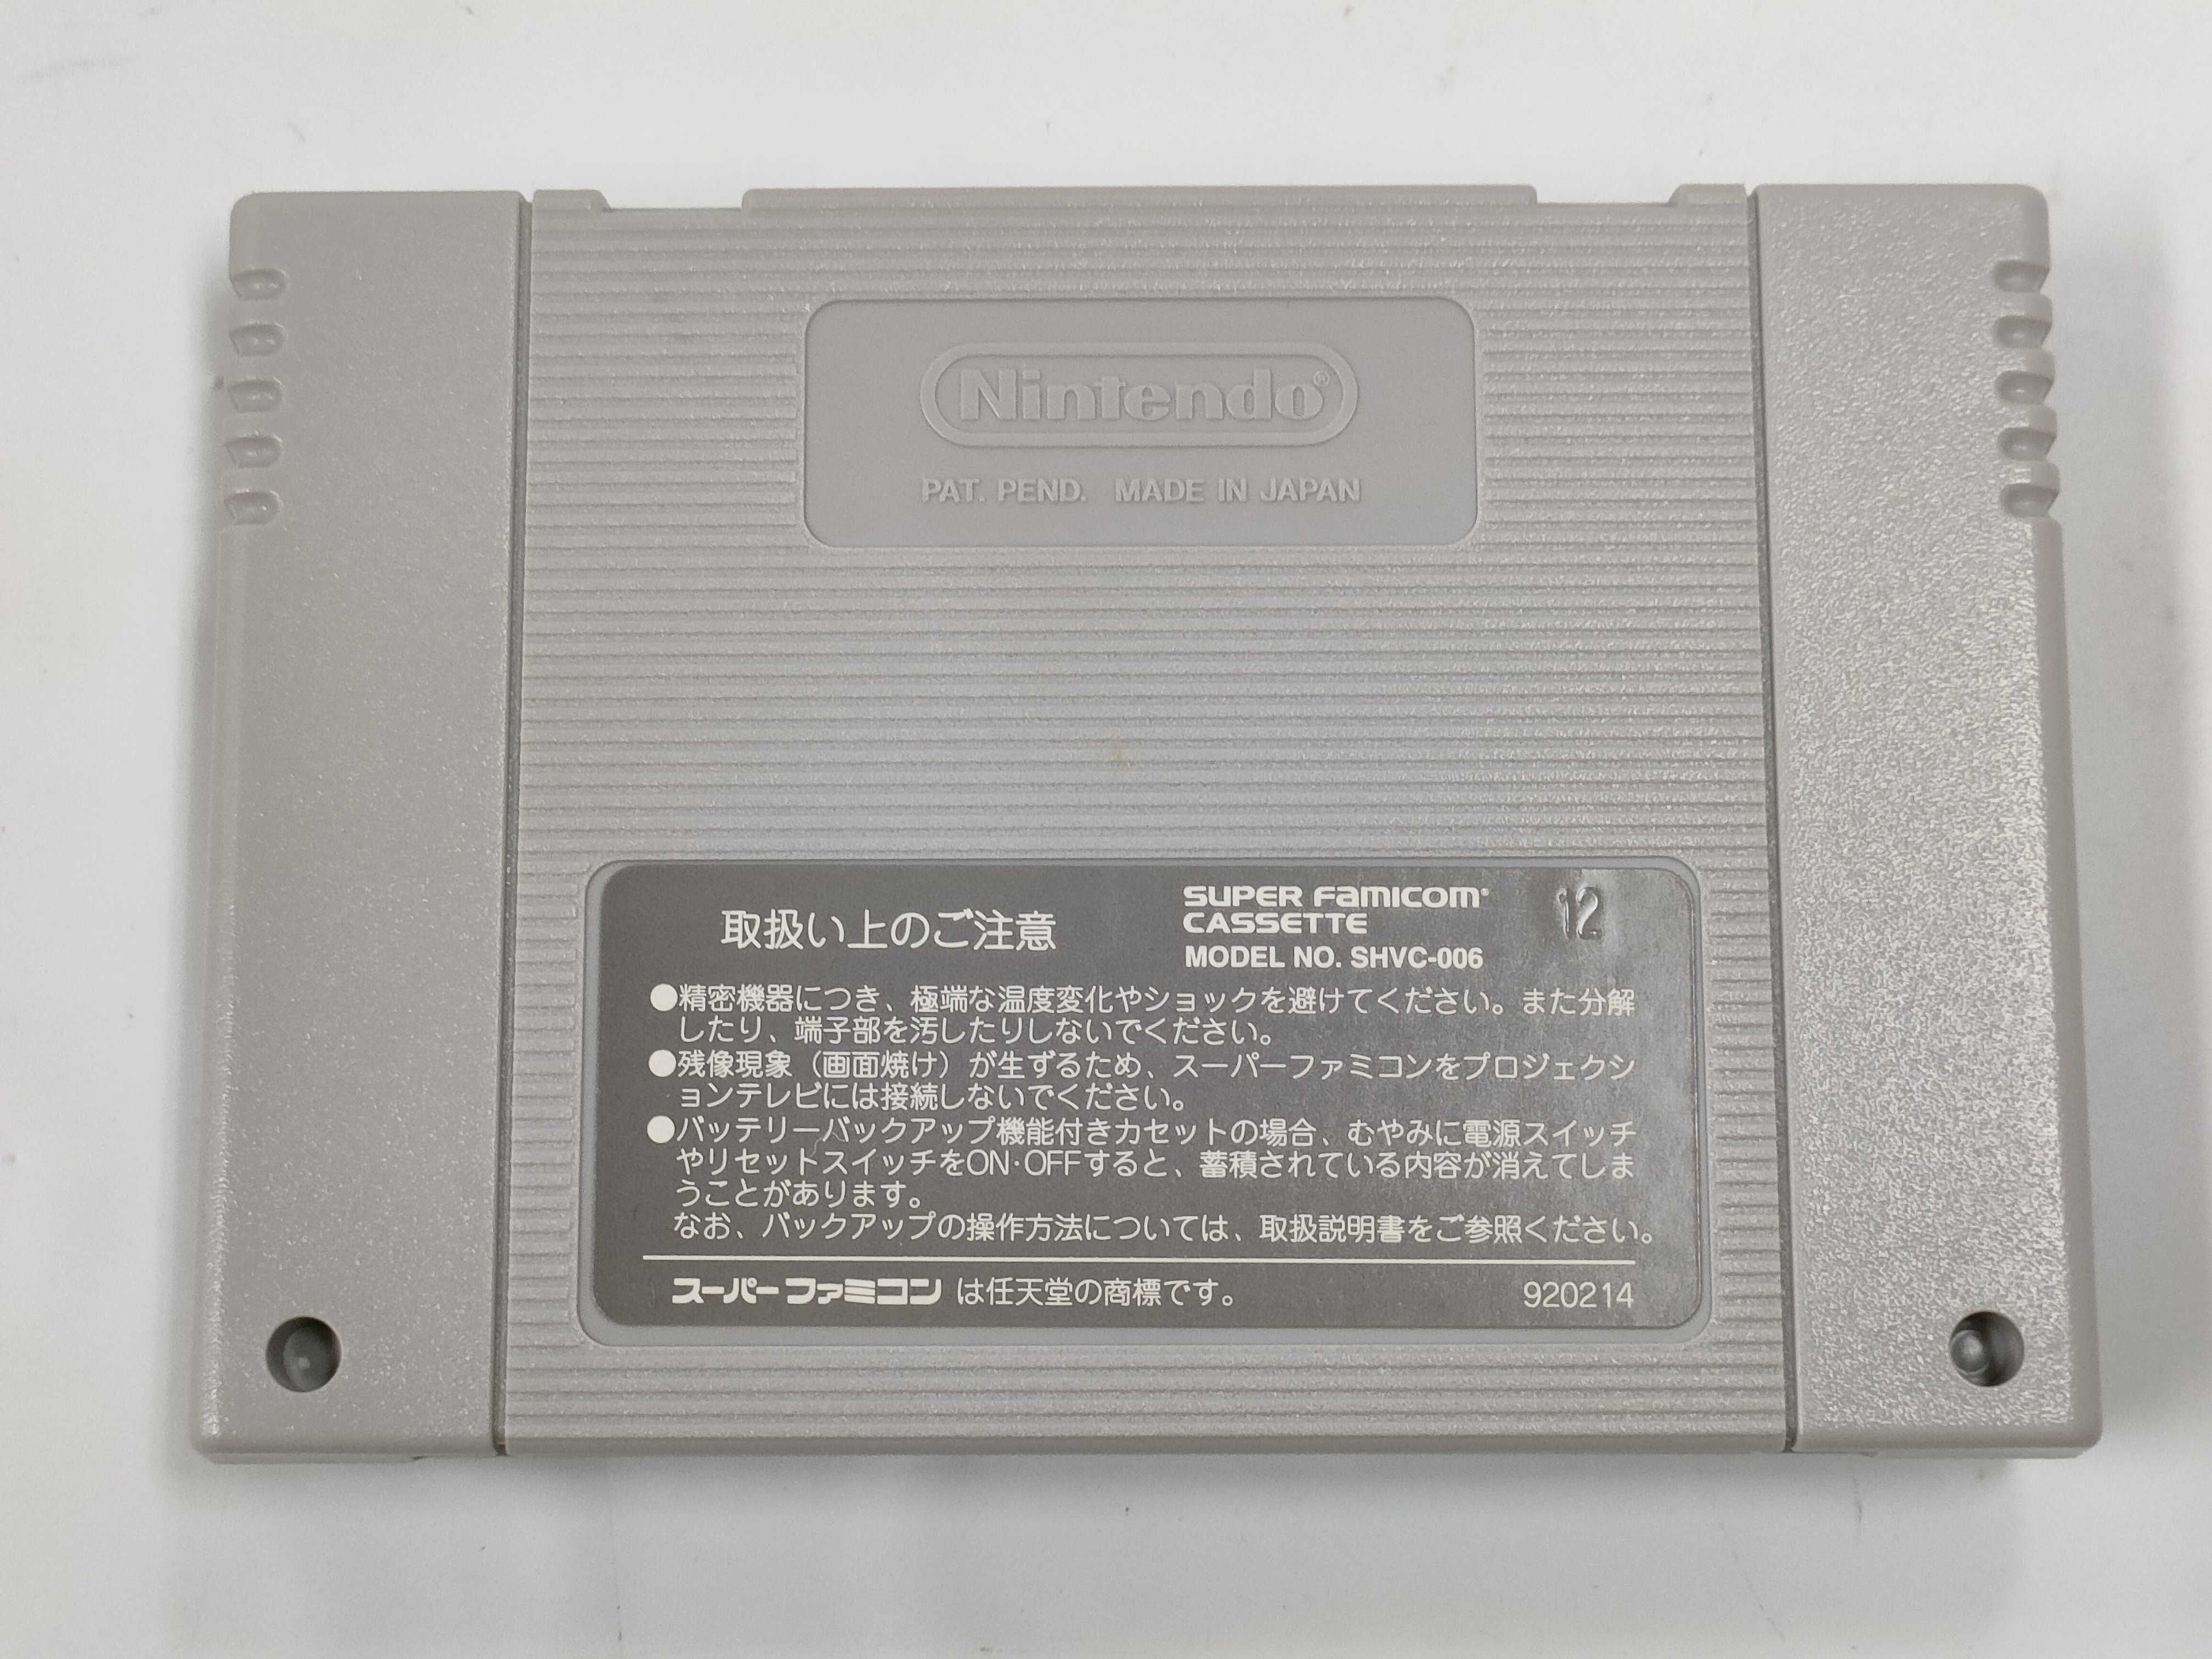 Nintendo®
PAT. PEND. MADE IN JAPAN
取扱い上のご注意
SUPER FAMICOM®
CASSETTE
MODEL NO. SHVC-006
12
●精密機器につき、極端な温度変化やショックを避けてください。また分解
したり、端子部を汚したりしないでください。
●残像現象（画面焼け）が生ずるため、スーパーファミコンをプロジェクシ
ョンテレビには接続しないでください。
●バッテリーバックアップ機能付きカセットの場合、むやみに電源スイッチ
やリセットスイッチをON・OFFすると、蓄積されている内容が消えてしま
うことがあります。
なお、バックアップの操作方法については、取扱説明書をご参照ください。
スーパーファミコンは任天堂の商標です。 920214